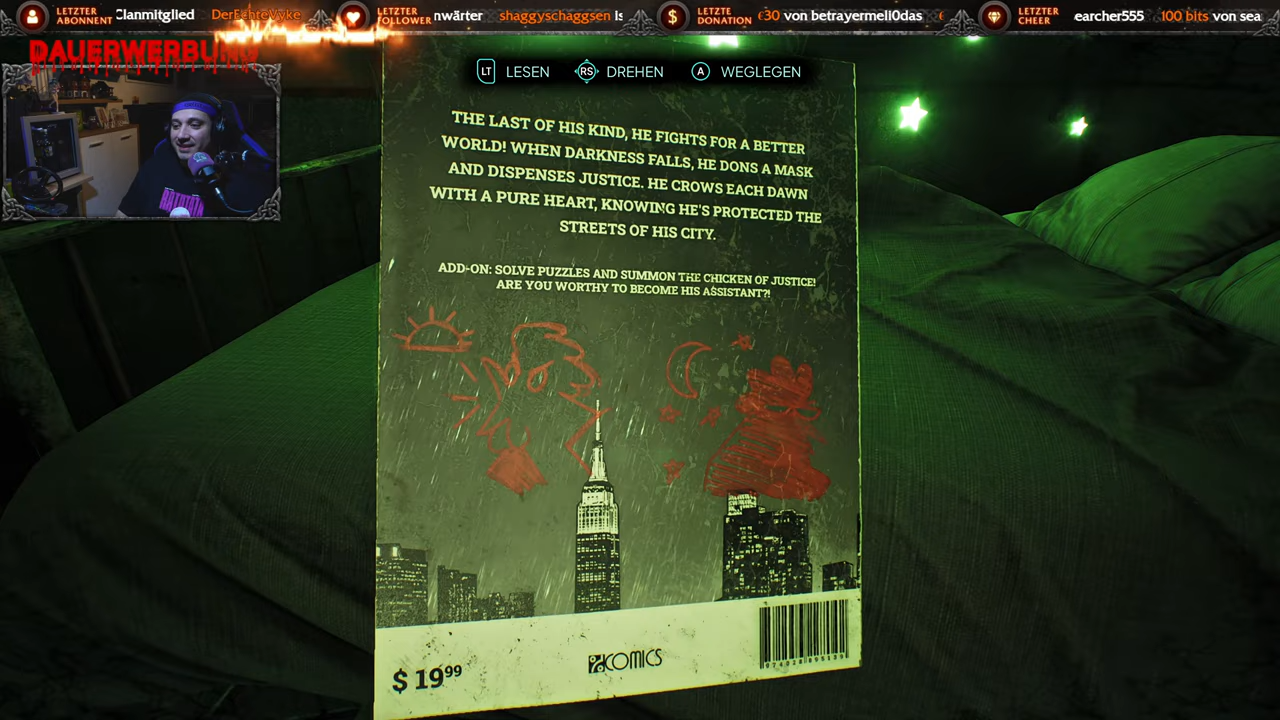 LETZTER ABONNENT
Clanmitglied
DerEchteVyke
LETZTER FOLLOWER
nwärter
shaggyschaggsen
LETZTE DONATION
€30 von betrayermell0das
LETZTER CHEER
earcher555
100 bits von sea
DAUERWERBUNG
LT LESEN
RS DREHEN
A WEGLEGEN
THE LAST OF HIS KIND, HE FIGHTS FOR A BETTER
WORLD! WHEN DARKNESS FALLS, HE DONS A MASK
AND DISPENSES JUSTICE. HE CROWS EACH DAWN
WITH A PURE HEART, KNOWING HE'S PROTECTED THE
STREETS OF HIS CITY.
ADD-ON: SOLVE PUZZLES AND SUMMON THE CHICKEN OF JUSTICE!
ARE YOU WORTHY TO BECOME HIS ASSISTANT?!
$ 19⁹⁹
COMICS